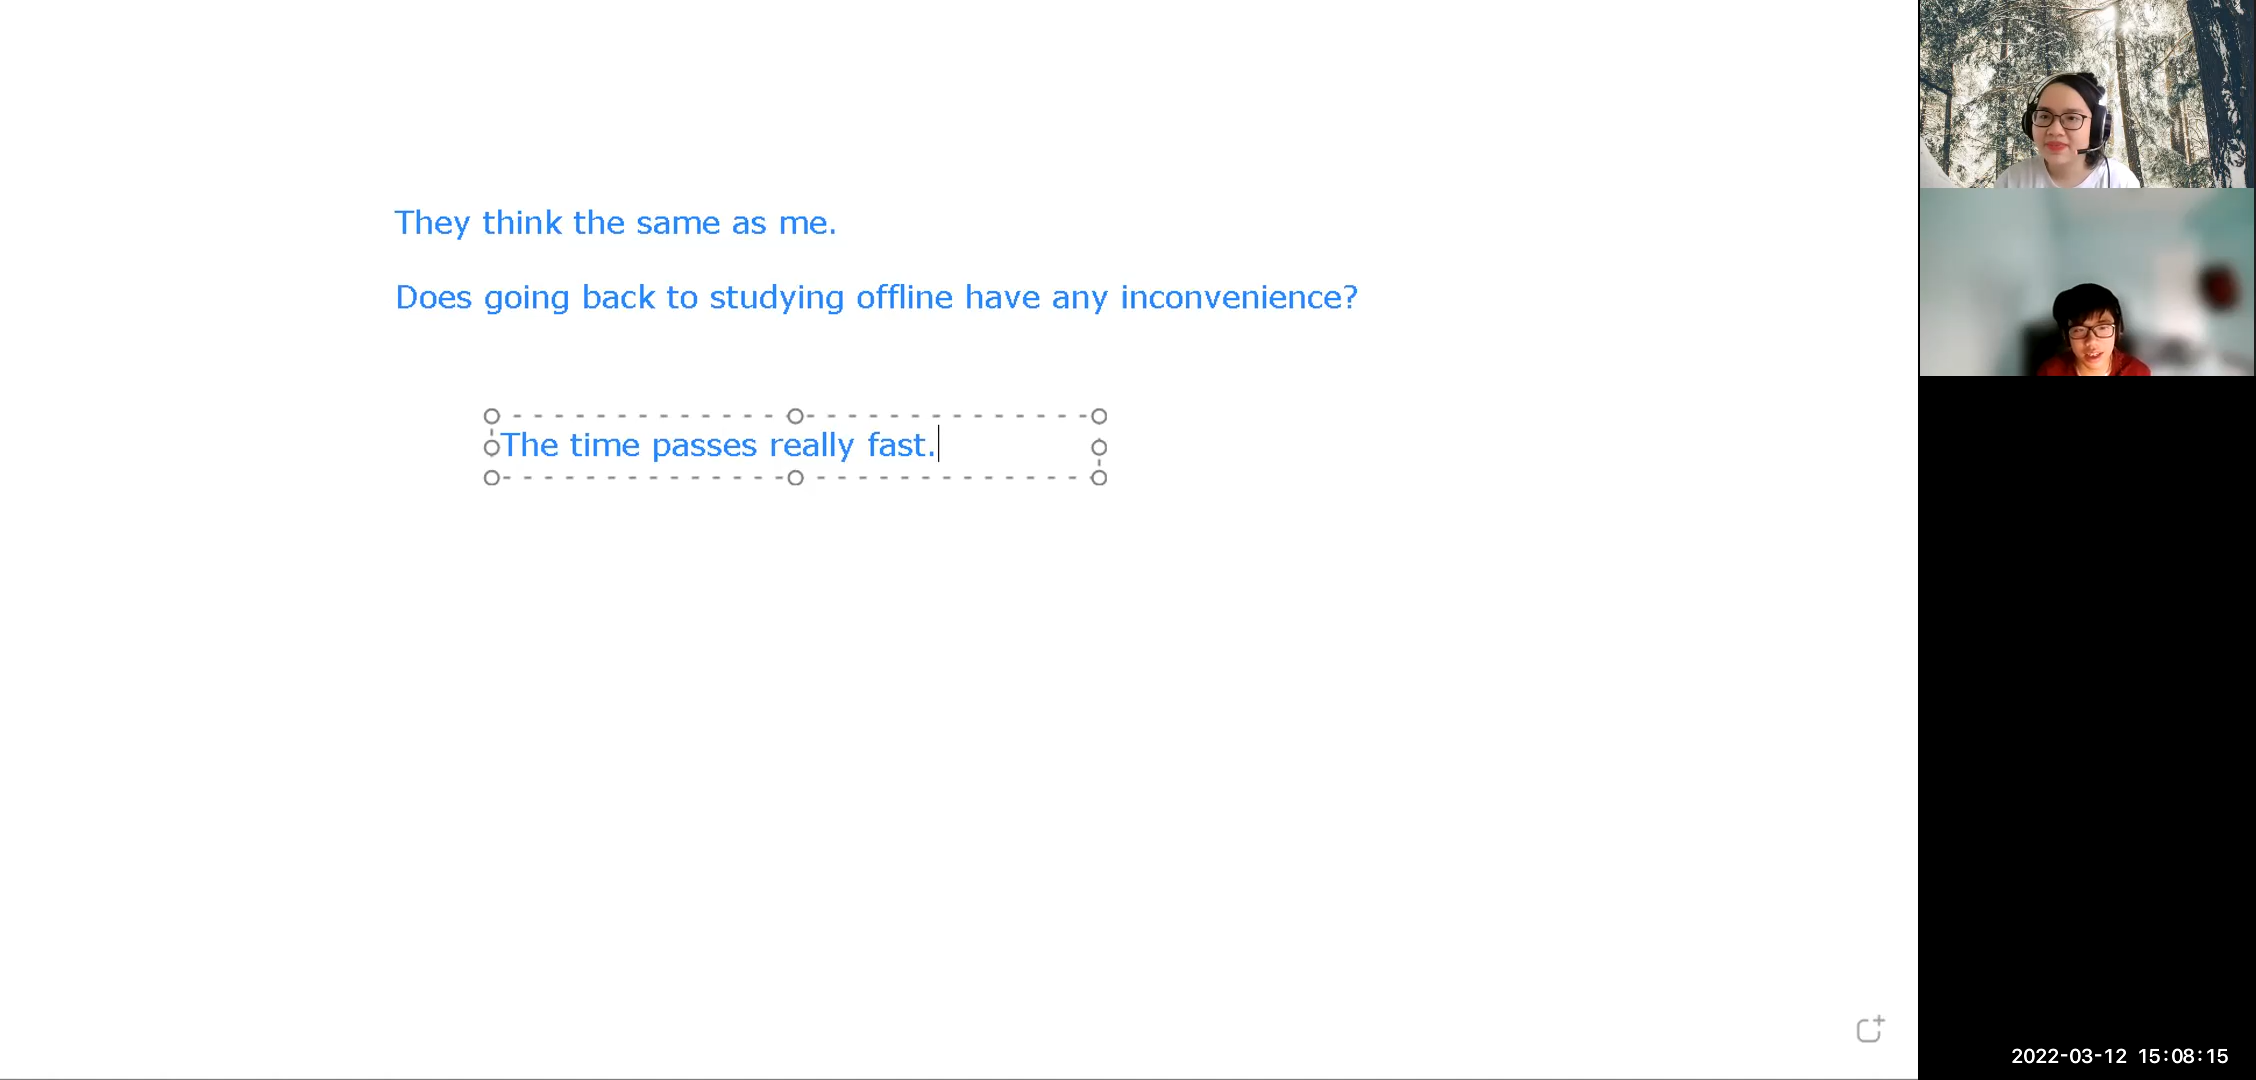 They think the same as me.
Does going back to studying offline have any inconvenience?
The time passes really fast.
2022-03-12 15:08:15